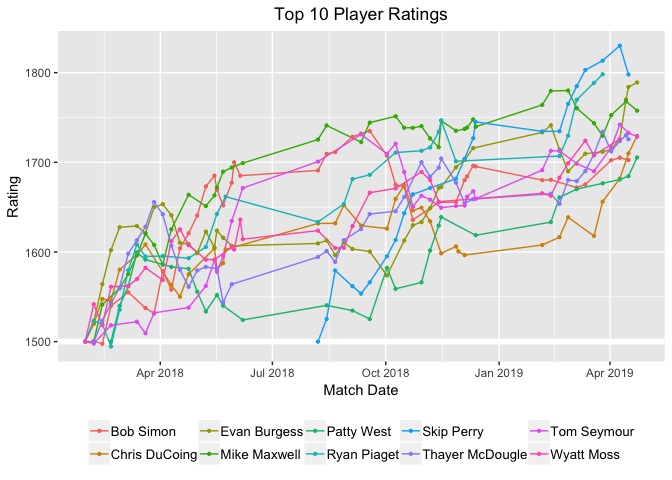 Top 10 Player Ratings
Rating
1800
1700
1600
1500
Apr 2018 Jul 2018 Oct 2018 Jan 2019 Apr 2019
Match Date
Bob Simon Evan Burgess Patty West Skip Perry Tom Seymour
Chris DuCoing Mike Maxwell Ryan Piaget Thayer McDougle Wyatt Moss